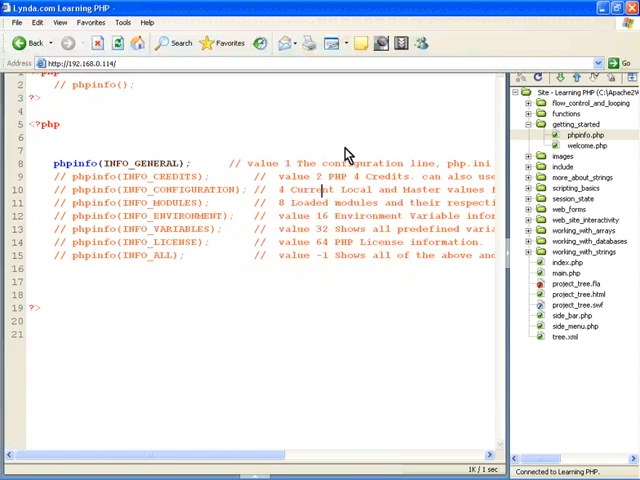 Lynda.com Learning PHP -
File Edit View Favorites Tools Help
Back Search Favorites
Address http://192.168.0.114/ Go
1 <?php
2 // phpinfo();
3 ?>
4
5 <?php
6
7
8 phpinfo(INFO_GENERAL); // value 1 The configuration line, php.ini
9 // phpinfo(INFO_CREDITS); // value 2 PHP 4 Credits. can also use
10 // phpinfo(INFO_CONFIGURATION); // 4 Current Local and Master values f
11 // phpinfo(INFO_MODULES); // 8 Loaded modules and their respecti
12 // phpinfo(INFO_ENVIRONMENT); // value 16 Environment Variable infor
13 // phpinfo(INFO_VARIABLES); // value 32 Shows all predefined varia
14 // phpinfo(INFO_LICENSE); // value 64 PHP License information.
15 // phpinfo(INFO_ALL); // value -1 Shows all of the above and
16
17
18
19 ?>
20
21
Site - Learning PHP (C:\Apache2\
flow_control_and_looping
functions
getting_started
phpinfo.php
welcome.php
images
include
more_about_strings
scripting_basics
session_state
web_forms
web_site_interactivity
working_with_arrays
working_with_databases
working_with_strings
index.php
main.php
project_tree.fla
project_tree.html
project_tree.swf
side_bar.php
side_menu.php
tree.xml
1K / 1 sec
Connected to Learning PHP.